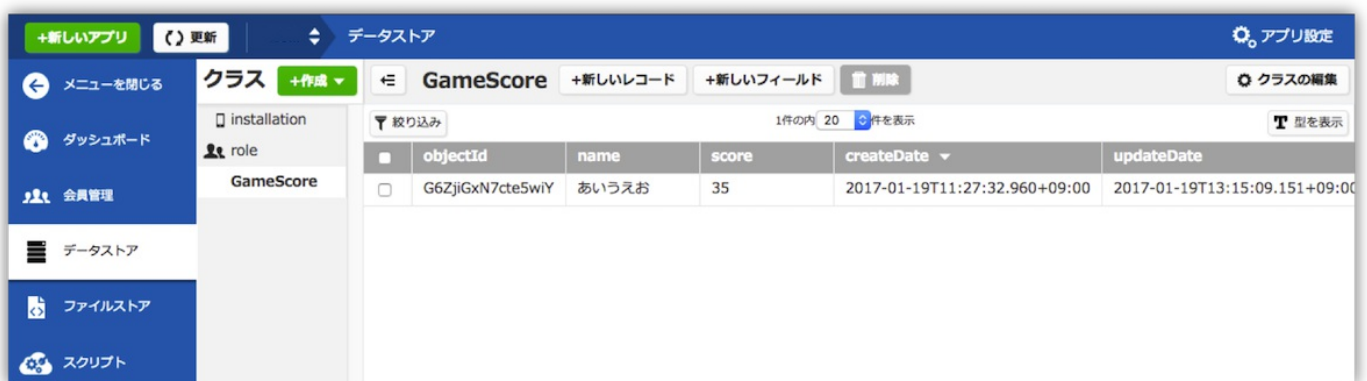 +新しいアプリ 更新 データストア アプリ設定
メニューを閉じる クラス +作成 GameScore +新しいレコード +新しいフィールド 削除 クラスの編集
installation 絞り込み 1件の内 20 件を表示 T 型を表示
ダッシュボード role objectId name score createDate updateDate
会員管理 GameScore G6ZjiGxN7cte5wiY あいうえお 35 2017-01-19T11:27:32.960+09:00 2017-01-19T13:15:09.151+09:00
データストア
ファイルストア
スクリプト